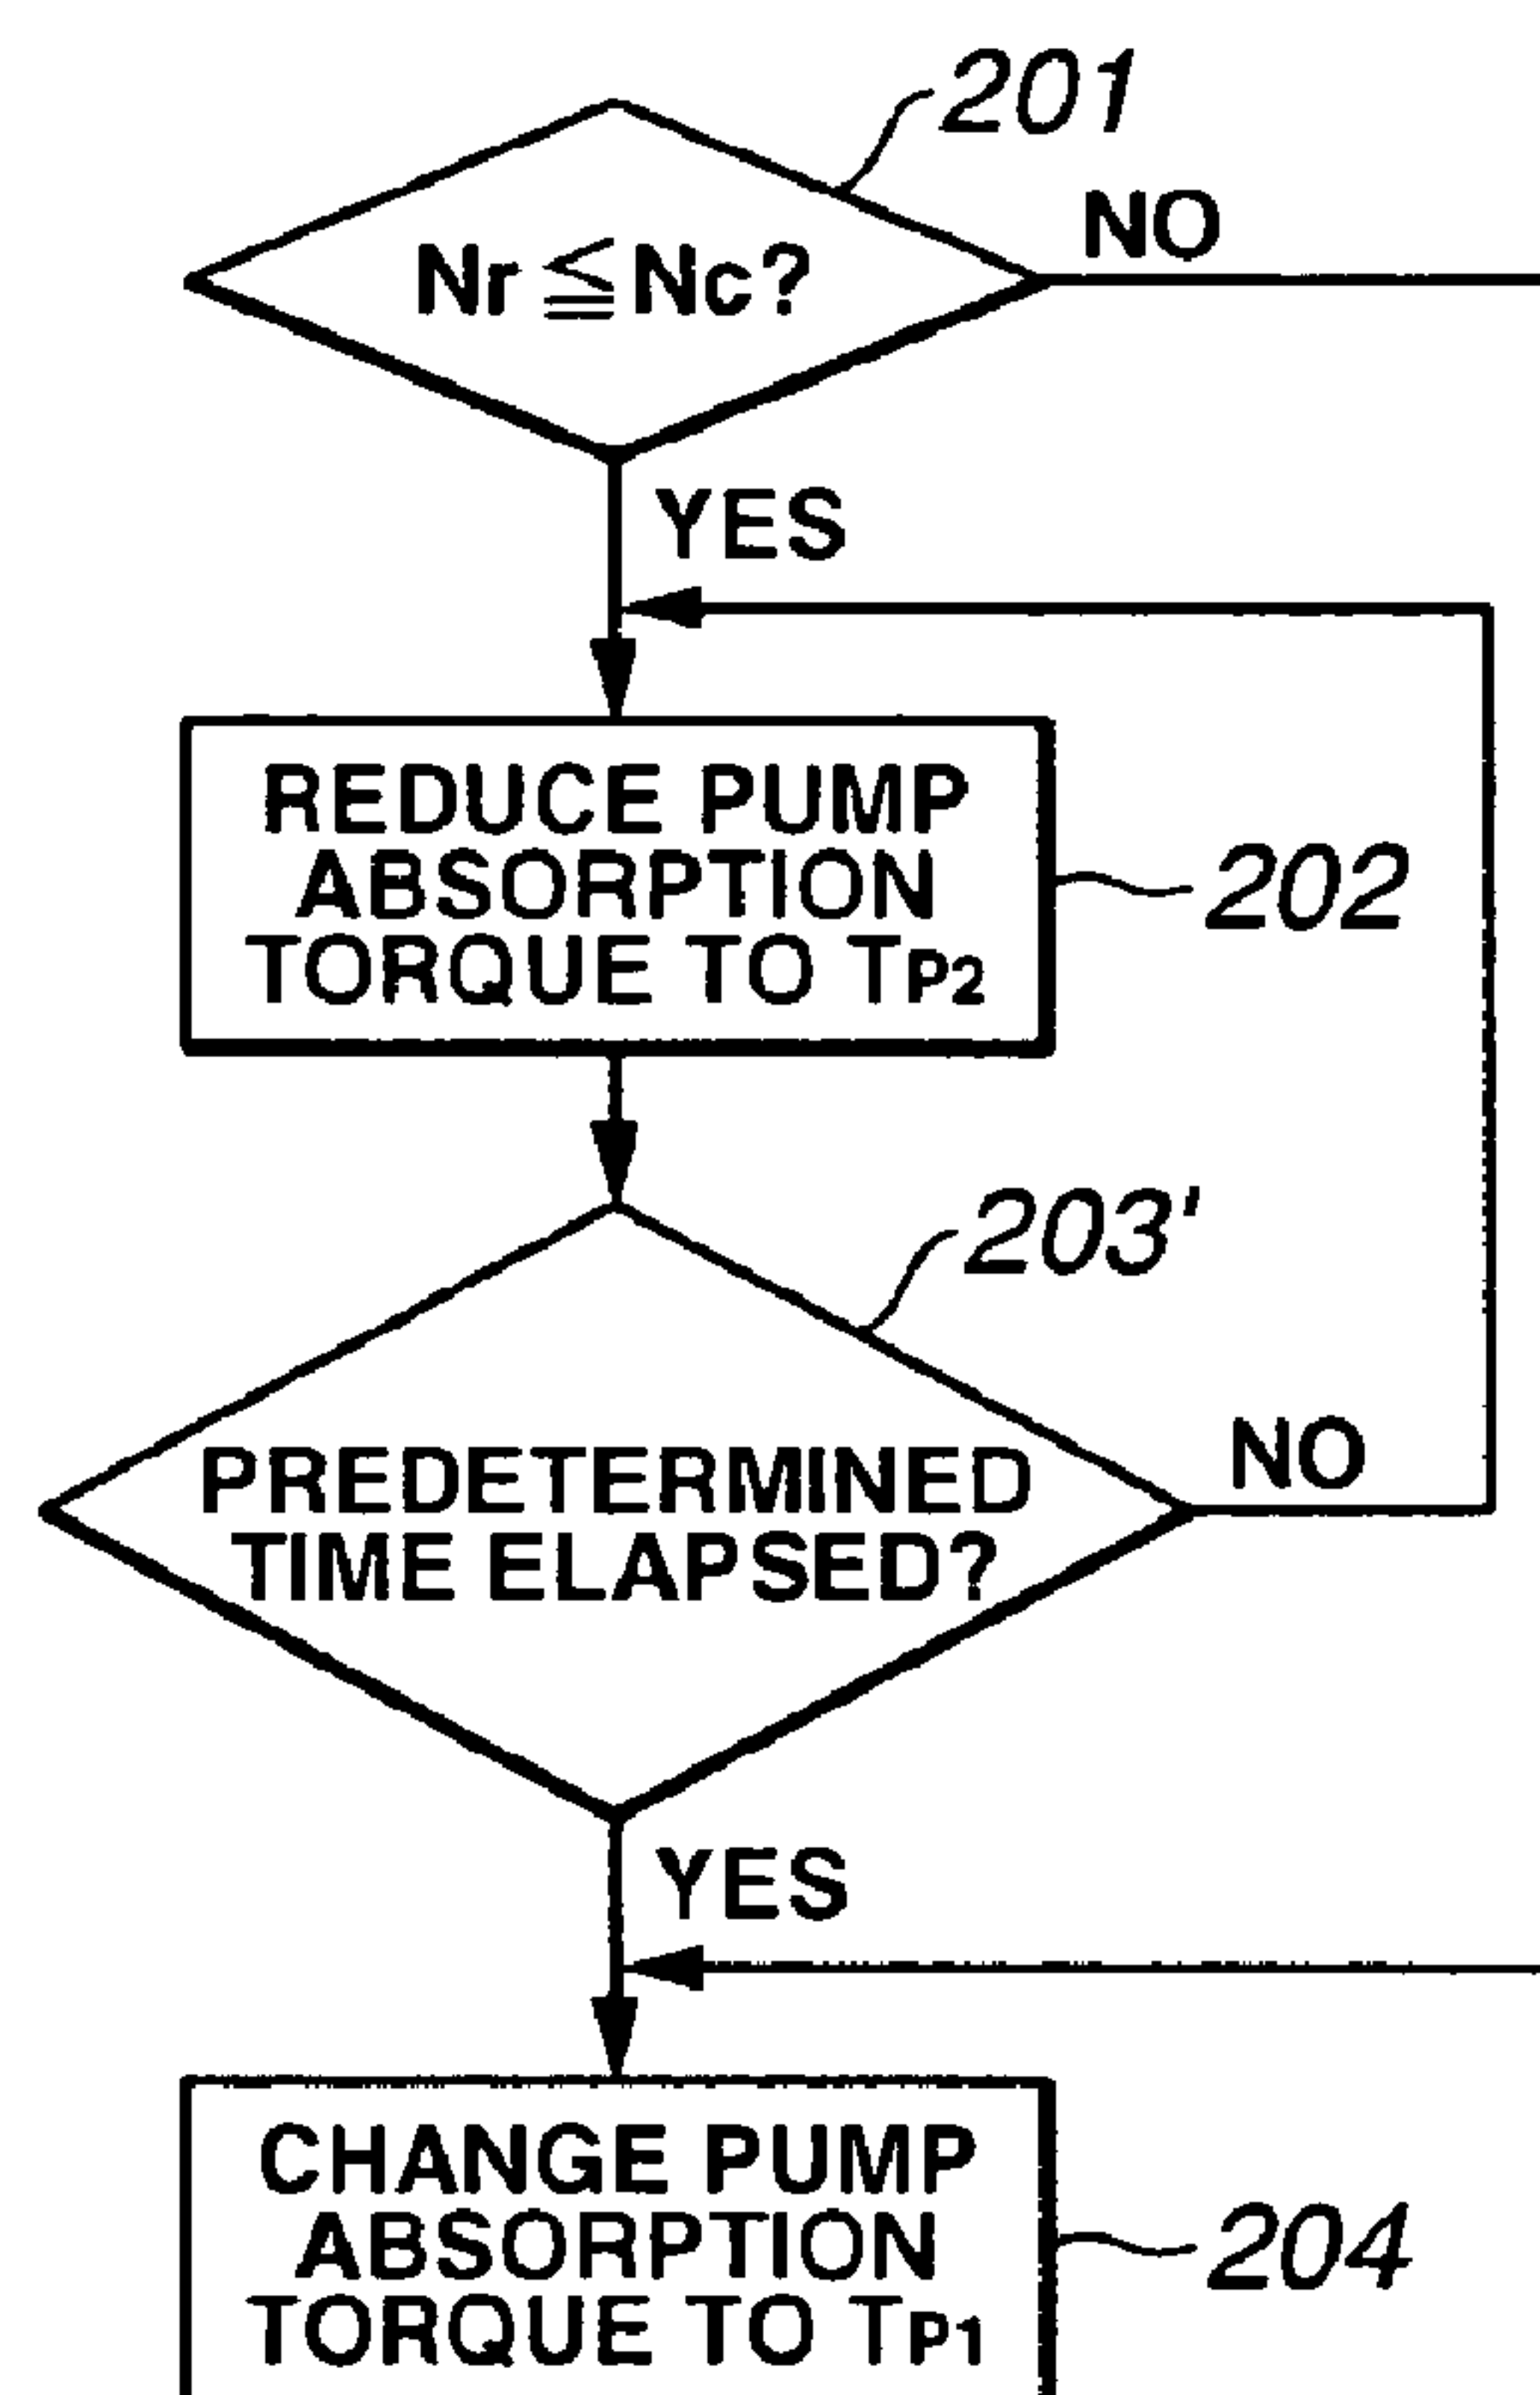 201
NO
Nr ≦ Nc?
YES
REDUCE PUMP
ABSORPTION
TORQUE TO TP2
202
203'
NO
PREDETERMINED
TIME ELAPSED?
YES
CHANGE PUMP
ABSORPTION
TORQUE TO TP1
204